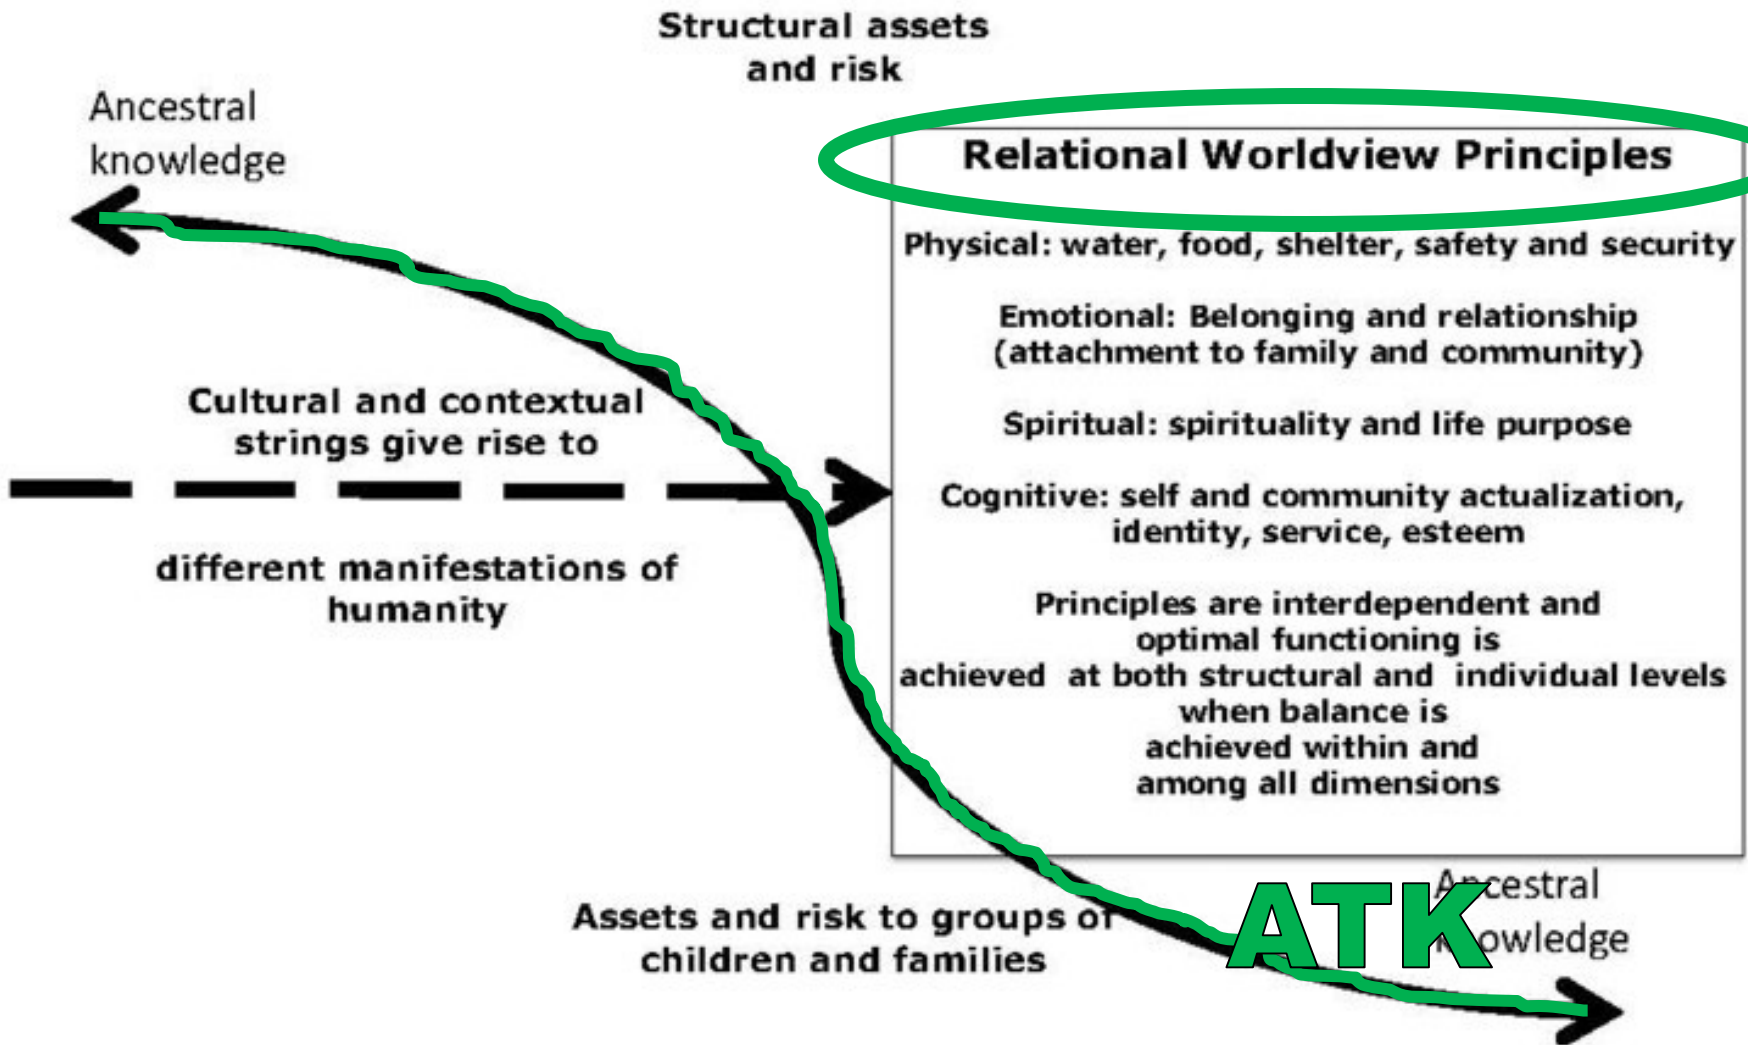 Structural assets
and risk
Ancestral
knowledge
Relational Worldview Principles
Physical: water, food, shelter, safety and security
Emotional: Belonging and relationship
(attachment to family and community)
Spiritual: spirituality and life purpose
Cognitive: self and community actualization,
identity, service, esteem
Principles are interdependent and
optimal functioning is
achieved at both structural and individual levels
when balance is
achieved within and
among all dimensions
Cultural and contextual
strings give rise to
different manifestations of
humanity
Assets and risk to groups of
children and families
ATK
Ancestral
knowledge